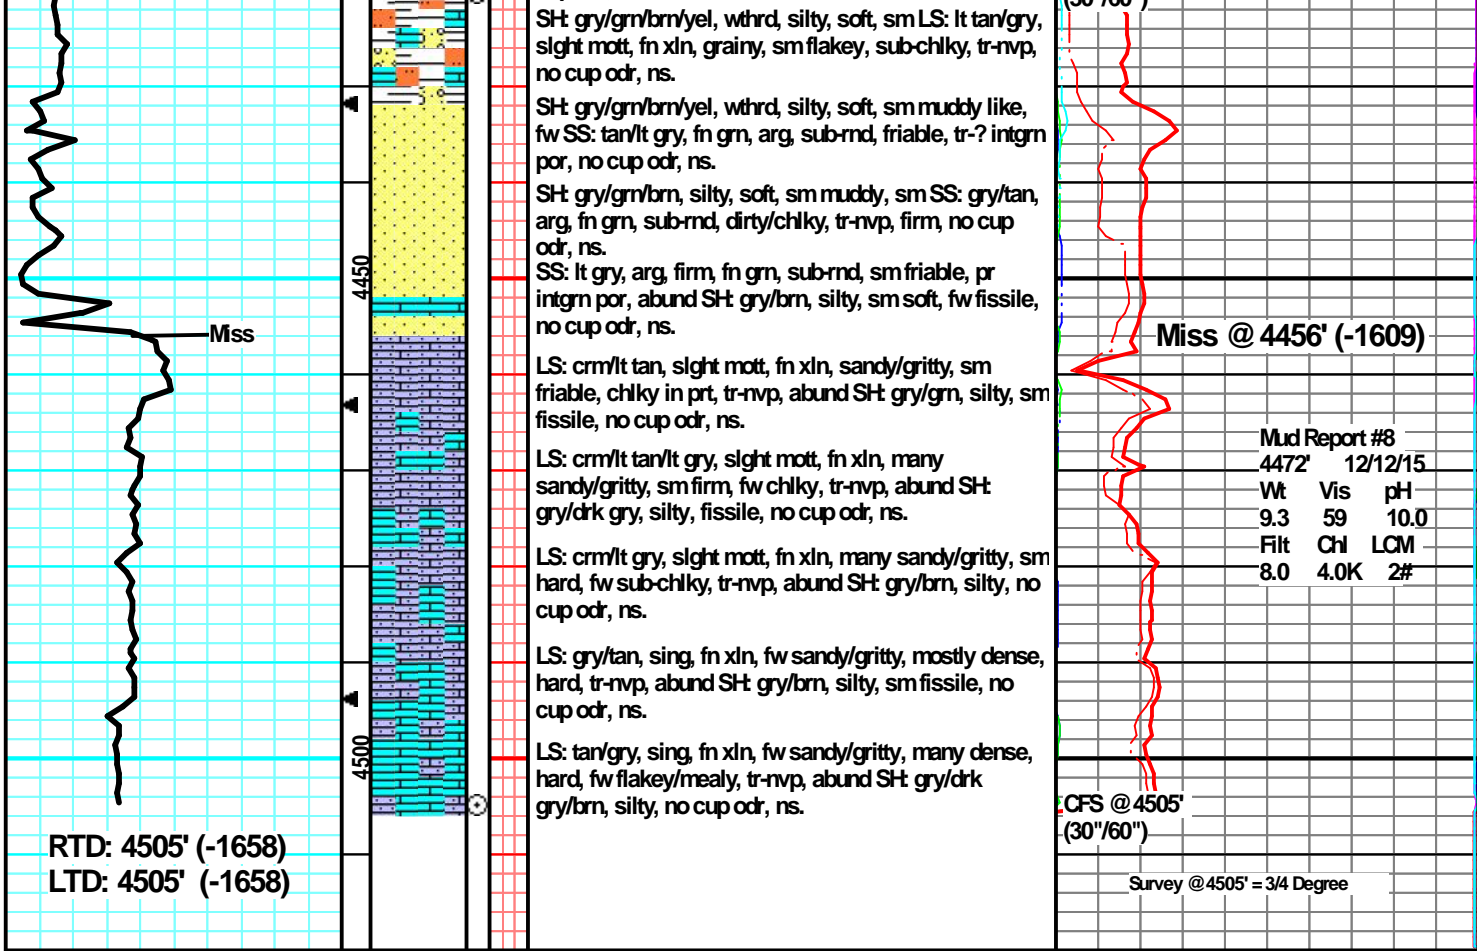 (30"/60")
SH: gry/grn/brn/yel, wthrd, silty, soft, sm LS: lt tan/gry,
slght mott, fn xln, grainy, sm flakey, sub-chlky, tr-nvp,
no cup odr, ns.
SH: gry/grn/brn/yel, wthrd, silty, soft, sm muddy like,
fw SS: tan/lt gry, fn grn, arg, sub-rnd, friable, tr-? intgrn
por, no cup odr, ns.
SH: gry/grn/brn, silty, soft, sm muddy, sm SS: gry/tan,
arg, fn grn, sub-rnd, dirty/chlky, tr-nvp, firm, no cup
odr, ns.
4450
SS: lt gry, arg, firm, fn grn, sub-rnd, sm friable, pr
intgrn por, abund SH: gry/brn, silty, sm soft, fw fissile,
no cup odr, ns.
Miss
Miss @ 4456' (-1609)
LS: crm/lt tan, slght mott, fn xln, sandy/gritty, sm
friable, chlky in prt, tr-nvp, abund SH: gry/grn, silty, sm
fissile, no cup odr, ns.
Mud Report #8
4472' 12/12/15
Wt Vis pH
9.3 59 10.0
Filt Chl LCM
8.0 4.0K 2#
LS: crm/lt tan/lt gry, slght mott, fn xln, many
sandy/gritty, sm firm, fw chlky, tr-nvp, abund SH:
gry/drk gry, silty, fissile, no cup odr, ns.
LS: crm/lt gry, slght mott, fn xln, many sandy/gritty, sm
hard, fw sub-chlky, tr-nvp, abund SH: gry/brn, silty, no
cup odr, ns.
LS: gry/tan, sing, fn xln, fw sandy/gritty, mostly dense,
hard, tr-nvp, abund SH: gry/brn, silty, sm fissile, no
cup odr, ns.
4500
LS: tan/gry, sing, fn xln, fw sandy/gritty, many dense,
hard, fw flakey/mealy, tr-nvp, abund SH: gry/drk
gry/brn, silty, no cup odr, ns.
CFS @ 4505'
(30"/60")
RTD: 4505' (-1658)
LTD: 4505' (-1658)
Survey @ 4505' = 3/4 Degree